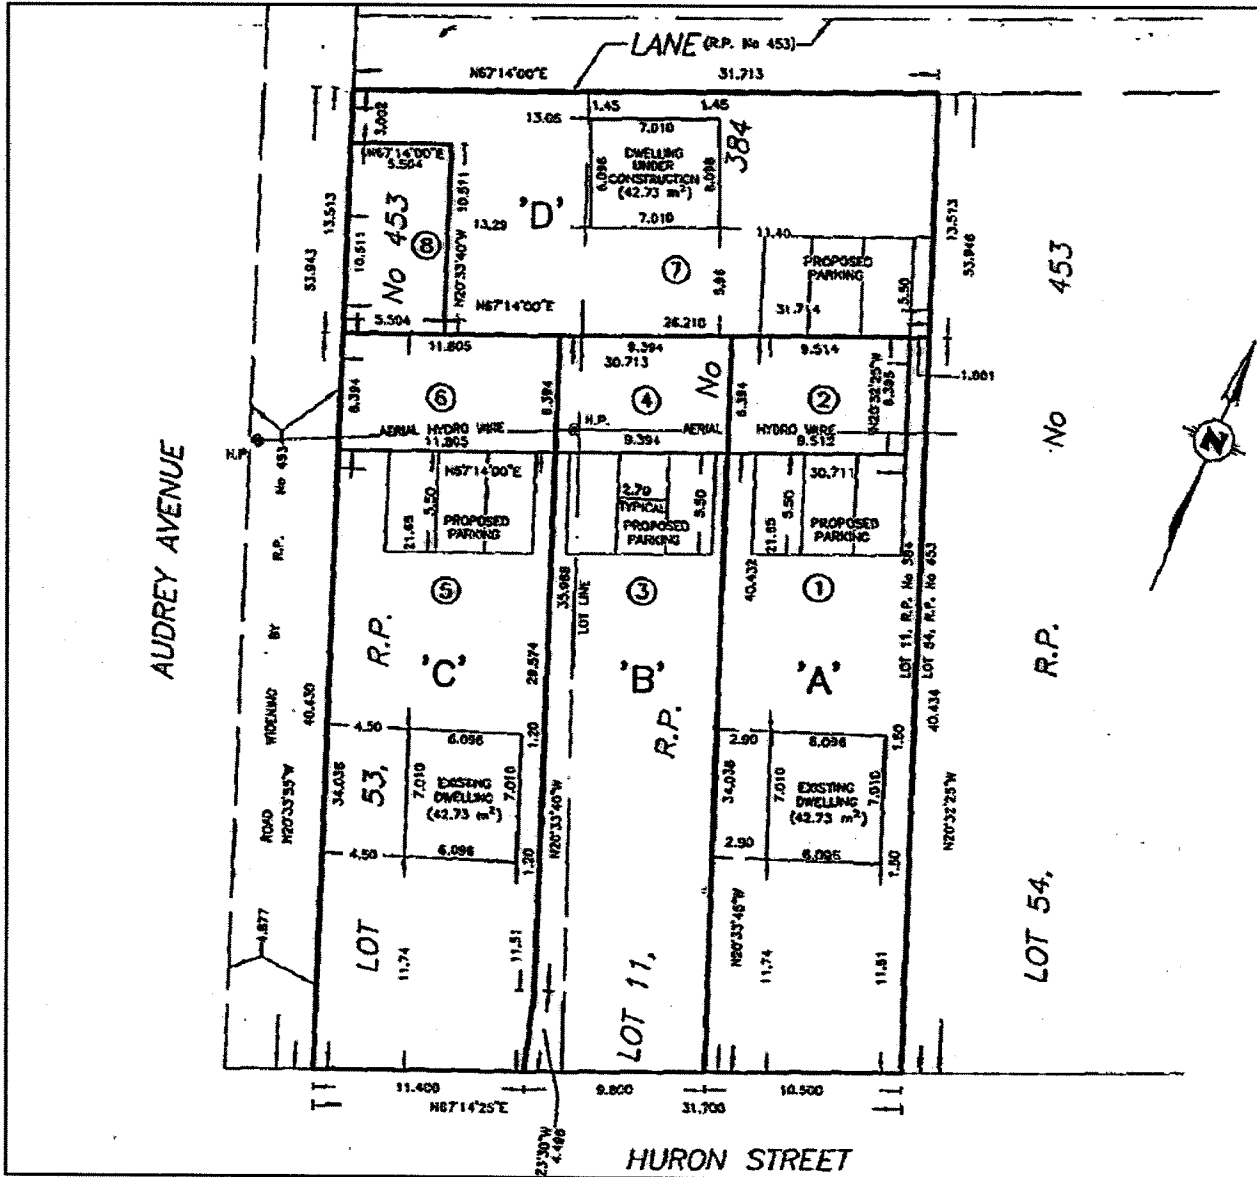 LANE (R.P. No 453)
N67°14'00"E
31.713
3.002
13.06
1.45
1.45
7.010
384
N67°14'00"E
5.504
DWELLING
UNDER
CONSTRUCTION
(42.73 m²)
6.096
6.096
10.511
'D'
13.513
13.513
53.943
53.946
No 453
10.511
8
N20°33'40"W
13.29
7.010
11.40
7
5.96
PROPOSED
PARKING
5.50
31.714
5.504
N67°14'00"E
26.210
11.805
9.394
9.514
30.713
No
1.001
6.394
6
6.394
4
6.394
2
N20°32'25"W
6.395
AERIAL HYDRO WIRE
H.P.
AERIAL
HYDRO WIRE
11.805
9.394
9.512
H.P.
No 453
N67°14'00"E
30.711
2.70
TYPICAL
21.65
5.50
PROPOSED
PARKING
5.50
PROPOSED
PARKING
21.65
5.50
PROPOSED
PARKING
AUDREY AVENUE
5
3
1
35.968
LOT LINE
40.432
LOT 11, R.P. No 384
LOT 54, R.P. No 453
R.P.
'C'
29.574
'B'
'A'
R.P.
40.430
40.434
ROAD WIDENING BY R.P.
N20°33'55"W
4.50
6.096
1.20
2.90
6.096
1.50
34.036
53,
7.010
EXISTING
DWELLING
(42.73 m²)
7.010
34.036
7.010
EXISTING
DWELLING
(42.73 m²)
7.010
4.50
6.096
1.20
N20°33'40"W
2.90
6.095
1.50
N20°32'25"W
4.877
LOT
11.74
11.51
LOT 11,
N20°33'45"W
11.74
11.51
LOT 54, R.P. No 453
N
11.400
9.800
10.500
N67°14'25"E
31.700
23'30"W
4.496
HURON STREET